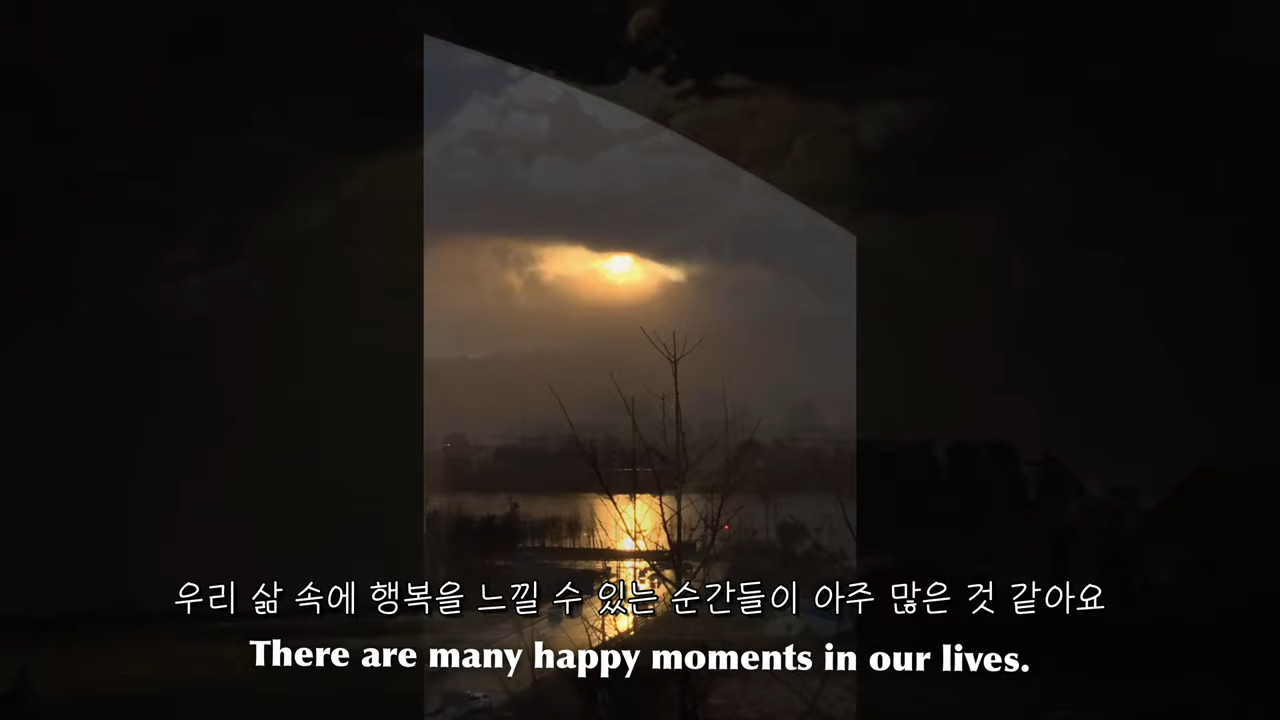 우리 삶 속에 행복을 느낄 수 있는 순간들이 아주 많은 것 같아요
There are many happy moments in our lives.